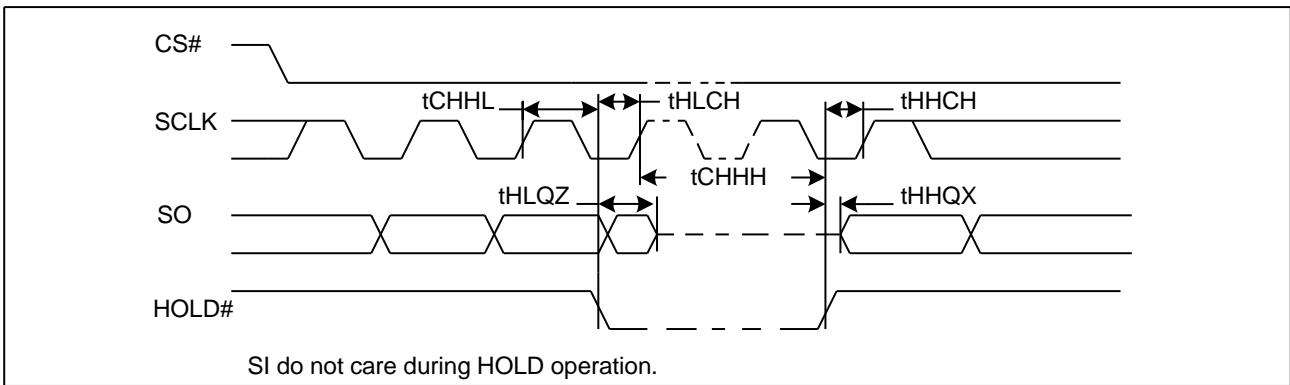 CS#
tCHHL
tHLCH
tHHCH
SCLK
tCHHH
tHLQZ
tHHQX
SO
HOLD#
SI do not care during HOLD operation.